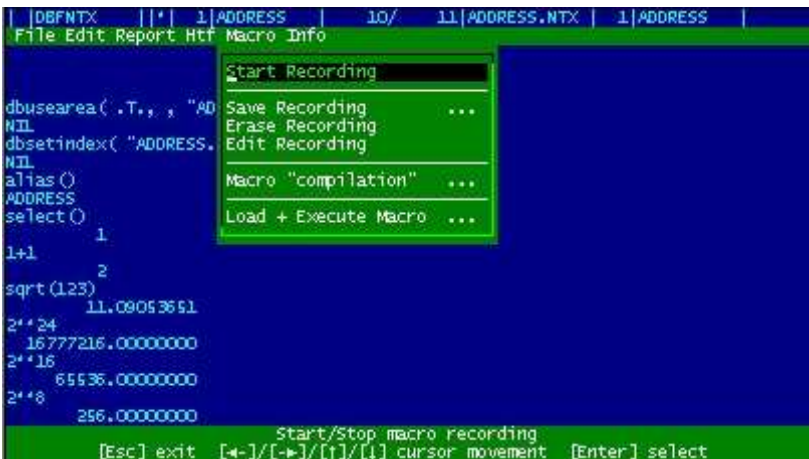 | |DBFNTX ||*| 1|ADDRESS | 10/ 11|ADDRESS.NTX | 1|ADDRESS |
File Edit Report Htf Macro Info
Start Recording
dbusearea( .T., , "AD Save Recording ...
NIL Erase Recording
dbsetindex( "ADDRESS. Edit Recording
NIL
alias() Macro "compilation" ...
ADDRESS
select() Load + Execute Macro ...
1
1+1
2
sqrt(123)
11.09053651
2**24
16777216.00000000
2**16
65536.00000000
2**8
256.00000000
Start/Stop macro recording
[Esc] exit [◄-]/[-►]/[↑]/[↓] cursor movement [Enter] select